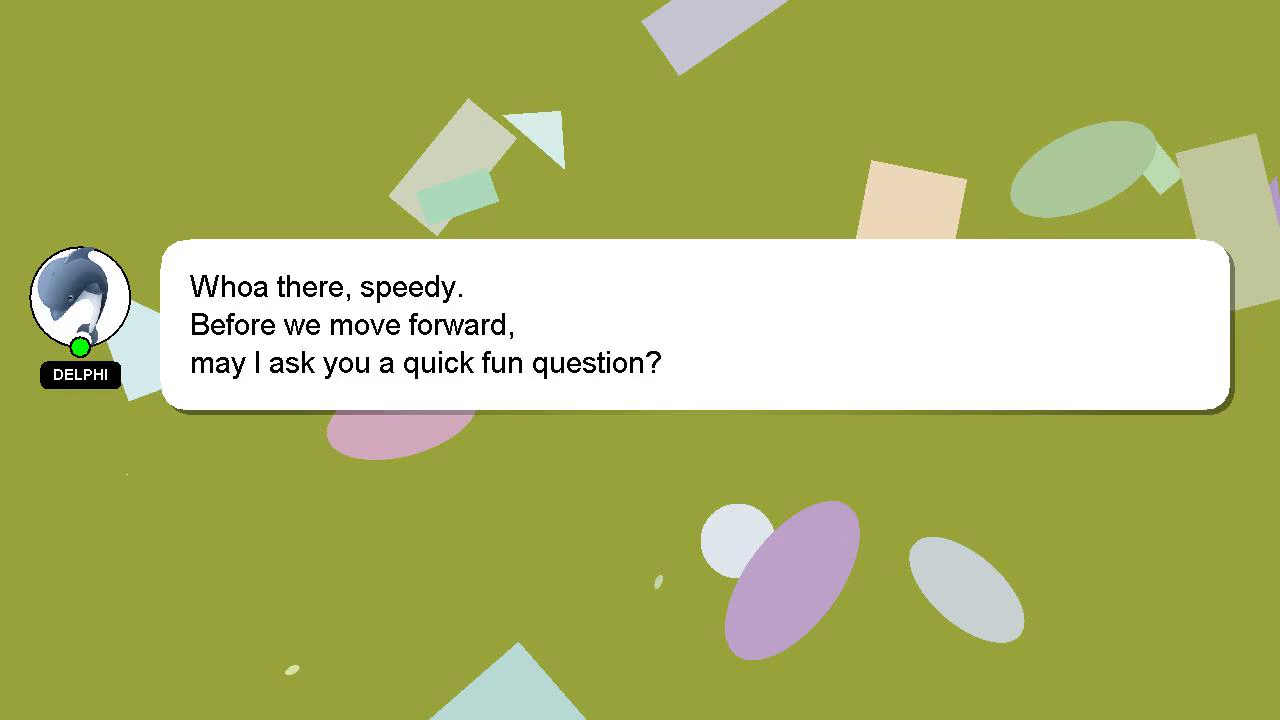 Whoa there, speedy.
Before we move forward,
may I ask you a quick fun question?
DELPHI